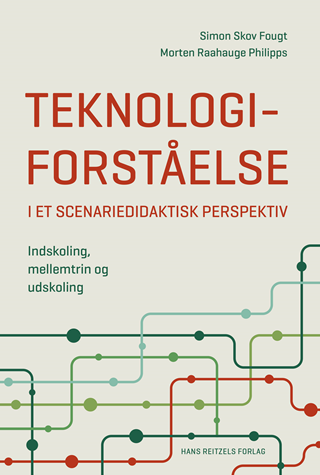 Simon Skov Fougt
Morten Raahauge Philipps
TEKNOLOGI-
FORSTÅELSE
I ET SCENARIEDIDAKTISK PERSPEKTIV
Indskoling,
mellemtrin og
udskoling
HANS REITZELS FORLAG